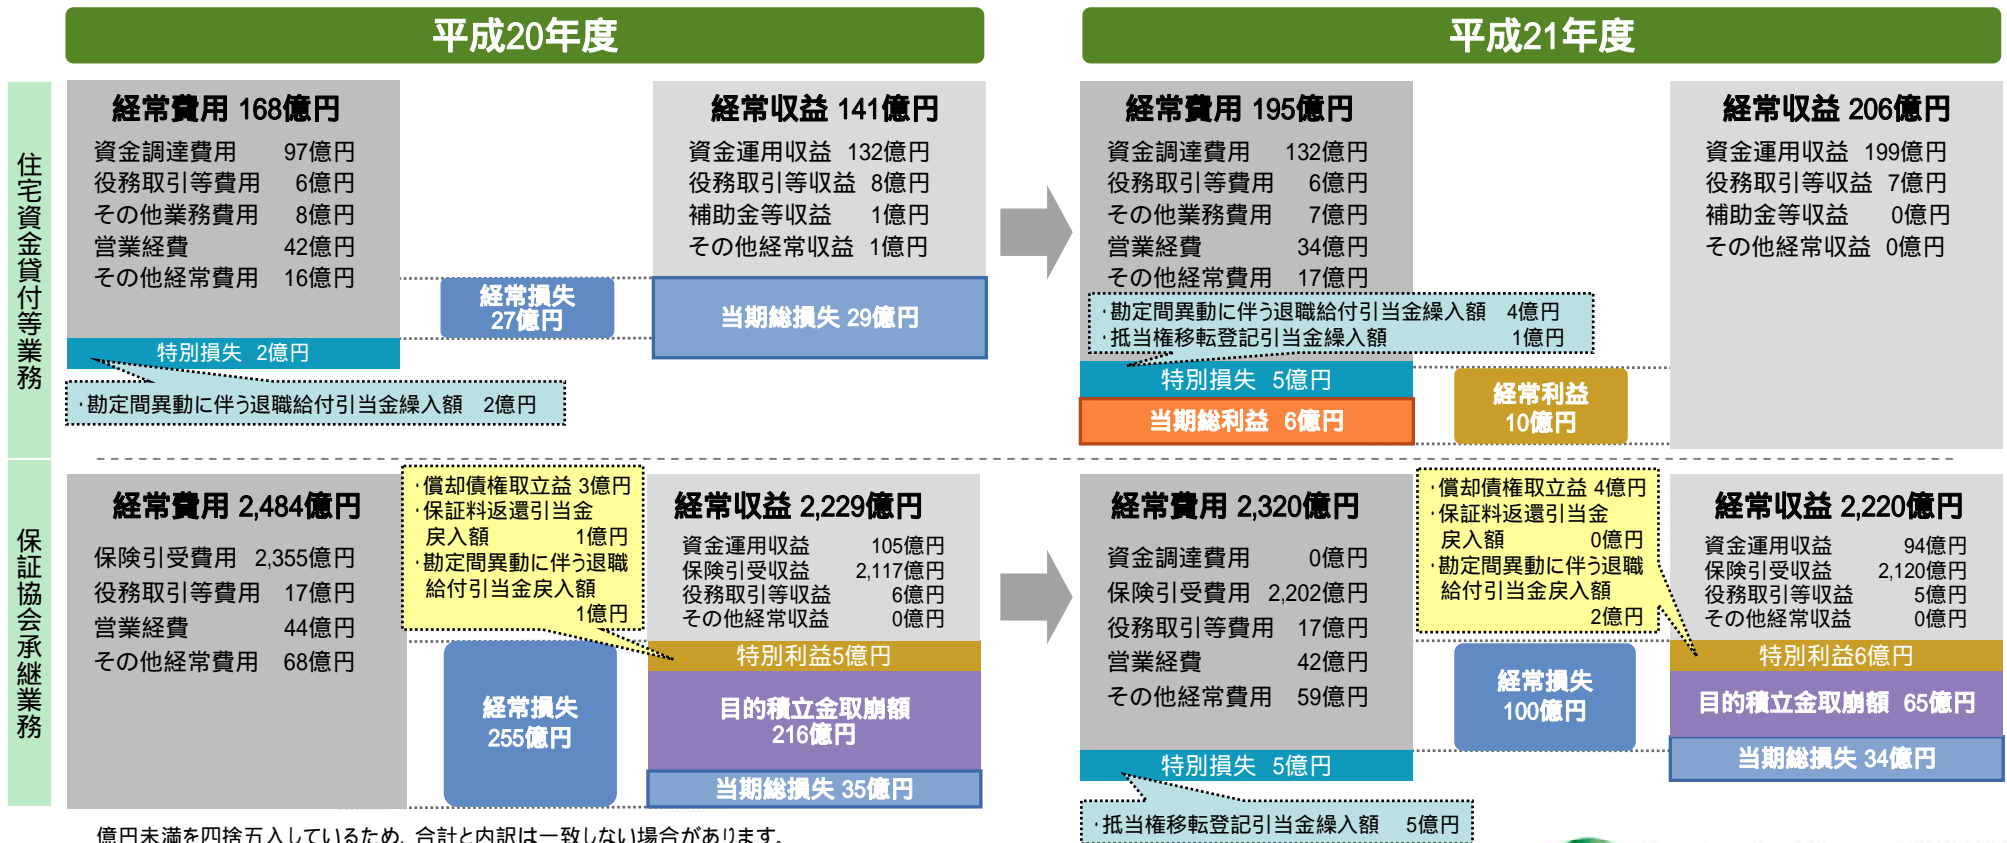 平成20年度
平成21年度
住宅資金貸付等業務
経常費用 168億円
資金調達費用 97億円
役務取引等費用 6億円
その他業務費用 8億円
営業経費 42億円
その他経常費用 16億円
特別損失 2億円
･勘定間異動に伴う退職給付引当金繰入額 2億円
経常損失
27億円
経常収益 141億円
資金運用収益 132億円
役務取引等収益 8億円
補助金等収益 1億円
その他経常収益 1億円
当期総損失 29億円
経常費用 195億円
資金調達費用 132億円
役務取引等費用 6億円
その他業務費用 7億円
営業経費 34億円
その他経常費用 17億円
･勘定間異動に伴う退職給付引当金繰入額 4億円
･抵当権移転登記引当金繰入額 1億円
特別損失 5億円
当期総利益 6億円
経常利益
10億円
経常収益 206億円
資金運用収益 199億円
役務取引等収益 7億円
補助金等収益 0億円
その他経常収益 0億円
保証協会承継業務
経常費用 2,484億円
保険引受費用 2,355億円
役務取引等費用 17億円
営業経費 44億円
その他経常費用 68億円
･償却債権取立益 3億円
･保証料返還引当金
戻入額 1億円
･勘定間異動に伴う退職
給付引当金戻入額
1億円
経常損失
255億円
経常収益 2,229億円
資金運用収益 105億円
保険引受収益 2,117億円
役務取引等収益 6億円
その他経常収益 0億円
特別利益5億円
目的積立金取崩額
216億円
当期総損失 35億円
経常費用 2,320億円
資金調達費用 0億円
保険引受費用 2,202億円
役務取引等費用 17億円
営業経費 42億円
その他経常費用 59億円
特別損失 5億円
･抵当権移転登記引当金繰入額 5億円
･償却債権取立益 4億円
･保証料返還引当金
戻入額 0億円
･勘定間異動に伴う退職
給付引当金戻入額
2億円
経常損失
100億円
経常収益 2,220億円
資金運用収益 94億円
保険引受収益 2,120億円
役務取引等収益 5億円
その他経常収益 0億円
特別利益6億円
目的積立金取崩額 65億円
当期総損失 34億円
億円未満を四捨五入しているため、合計と内訳は一致しない場合があります。